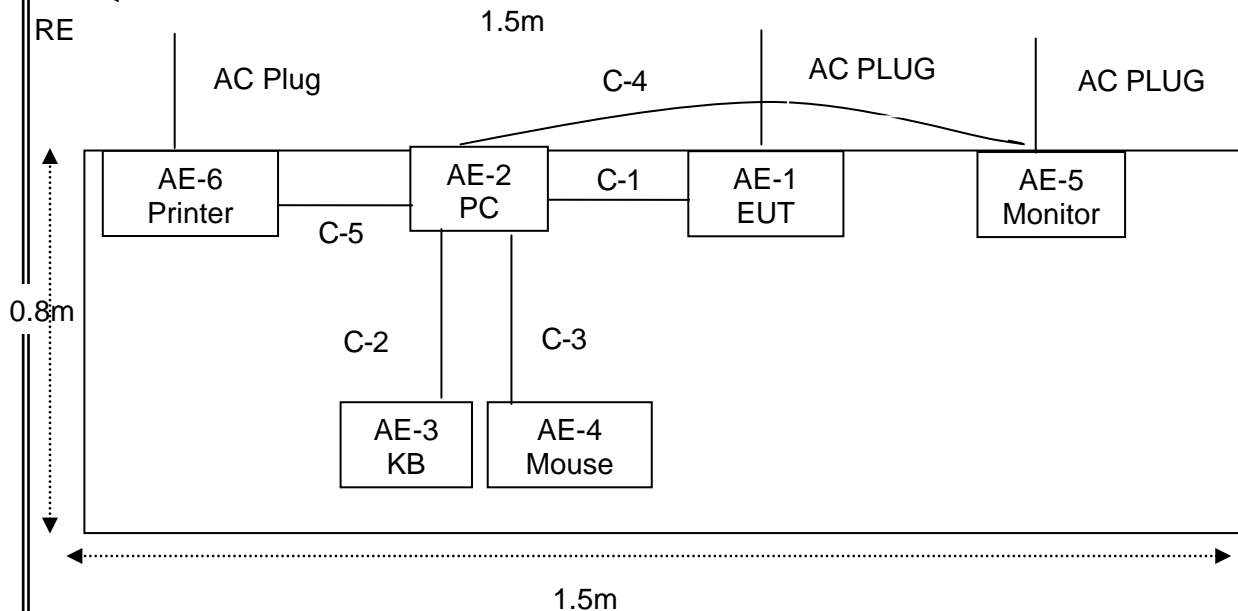 1.5m
RE
AC Plug
C-4
AC PLUG
AC PLUG
AE-6
Printer
C-5
AE-2
PC
C-1
AE-1
EUT
AE-5
Monitor
0.8m
C-2
C-3
AE-3
KB
AE-4
Mouse
1.5m